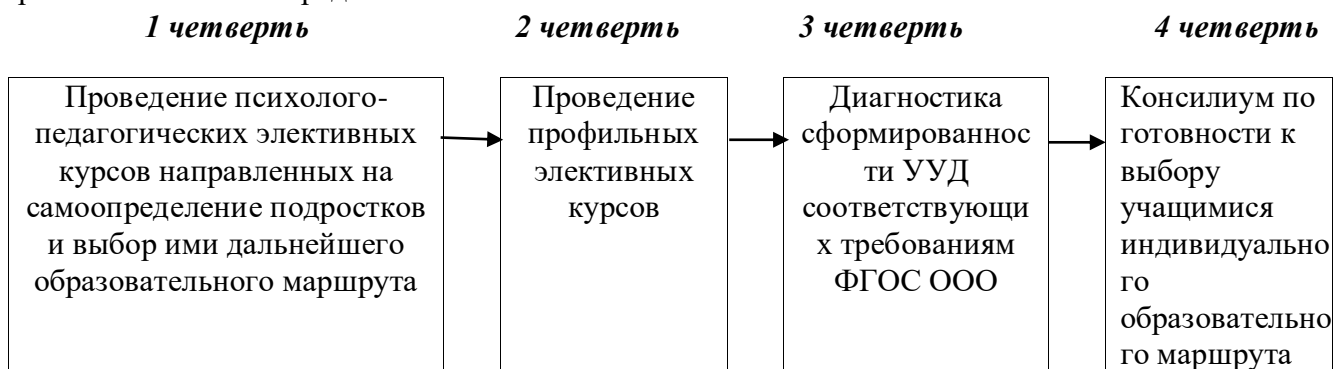 1 четверть
2 четверть
3 четверть
4 четверть
Проведение психолого-
педагогических элективных
курсов направленных на
самоопределение подростков
и выбор ими дальнейшего
образовательного маршрута
Проведение
профильных
элективных
курсов
Диагностика
сформированнос
ти УУД
соответствующи
х требованиям
ФГОС ООО
Консилиум по
готовности к
выбору
учащимися
индивидуально
го
образовательно
го маршрута